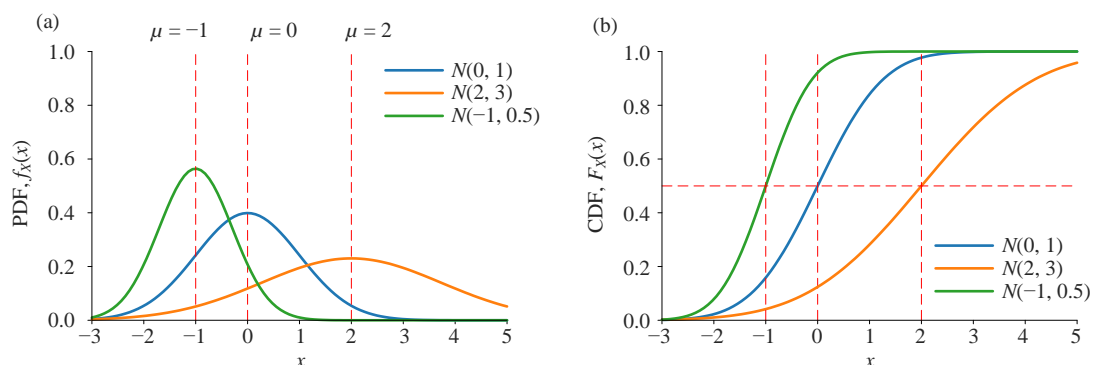 (a)
μ = −1
μ = 0
μ = 2
PDF, fX(x)
1.0
0.8
0.6
0.4
0.2
0.0
N(0, 1)
N(2, 3)
N(−1, 0.5)
−3 −2 −1 0 1 2 3 4 5
x
(b)
CDF, FX(x)
1.0
0.8
0.6
0.4
0.2
0.0
N(0, 1)
N(2, 3)
N(−1, 0.5)
−3 −2 −1 0 1 2 3 4 5
x